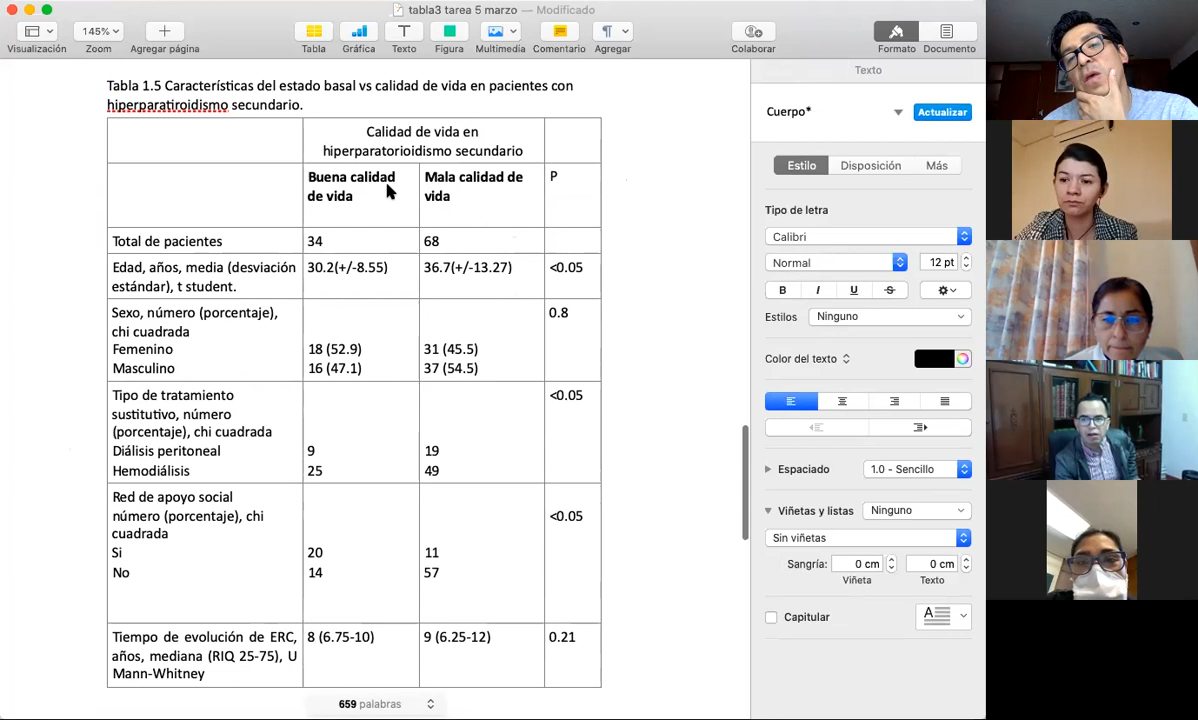 tabla3 tarea 5 marzo — Modificado
145%
Visualización
Zoom
Agregar página
Tabla
Gráfica
Texto
Figura
Multimedia
Comentario
Agregar
Colaborar
Formato
Documento
Tabla 1.5 Características del estado basal vs calidad de vida en pacientes con
hiperparatiroidismo secundario.
Calidad de vida en
hiperparatorioidismo secundario
Buena calidad
de vida
Mala calidad de
vida
P
Total de pacientes
34
68
Edad, años, media (desviación
estándar), t student.
30.2(+/-8.55)
36.7(+/-13.27)
<0.05
Sexo, número (porcentaje),
chi cuadrada
0.8
Femenino
18 (52.9)
31 (45.5)
Masculino
16 (47.1)
37 (54.5)
Tipo de tratamiento
sustitutivo, número
(porcentaje), chi cuadrada
<0.05
Diálisis peritoneal
9
19
Hemodiálisis
25
49
Red de apoyo social
número (porcentaje), chi
cuadrada
<0.05
Si
20
11
No
14
57
Tiempo de evolución de ERC,
años, mediana (RIQ 25-75), U
Mann-Whitney
8 (6.75-10)
9 (6.25-12)
0.21
659 palabras
Texto
Cuerpo*
Actualizar
Estilo
Disposición
Más
Tipo de letra
Calibri
Normal
12 pt
B
I
U
S
Estilos
Ninguno
Color del texto
Espaciado
1.0 - Sencillo
Viñetas y listas
Ninguno
Sin viñetas
Sangría:
0 cm
0 cm
Viñeta
Texto
Capitular
A